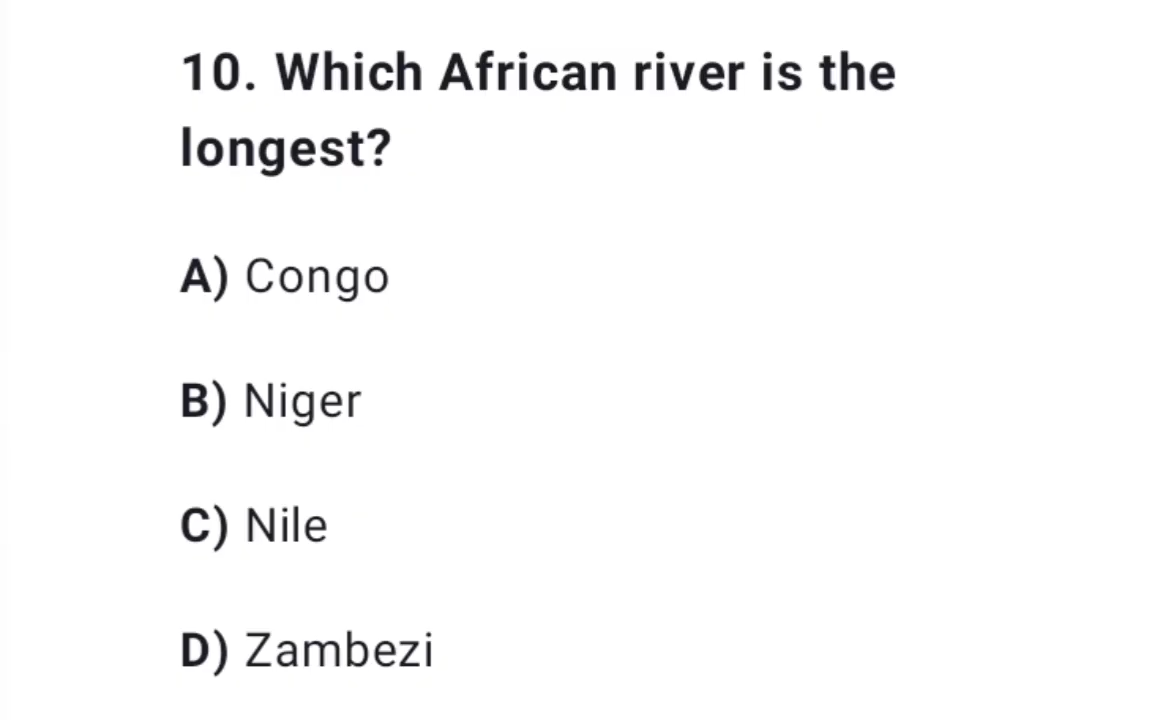 10. Which African river is the
longest?
A) Congo
B) Niger
C) Nile
D) Zambezi